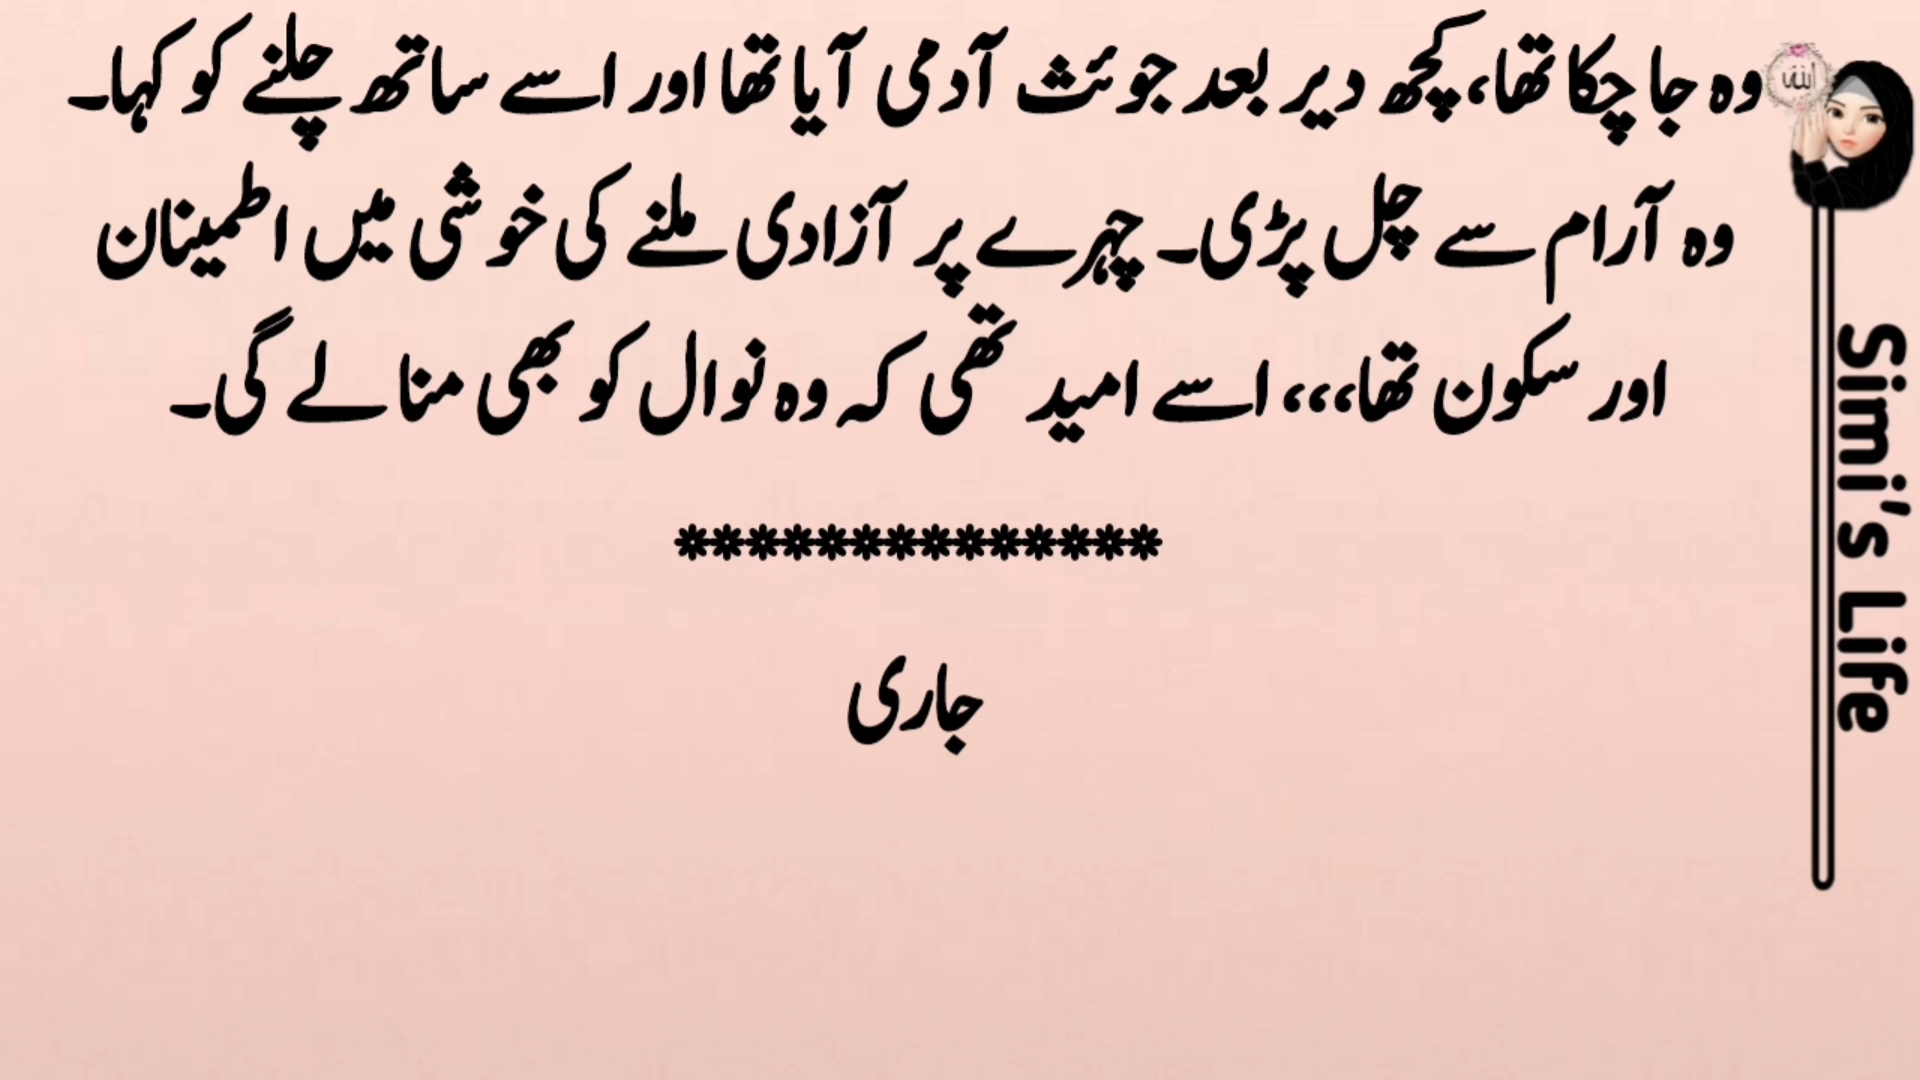 وہ جا چکا تھا، کچھ دیر بعد جوئٹ آدمی آیا تھا اور اسے ساتھ چلنے کو کہا۔
وہ آرام سے چل پڑی۔ چہرے پر آزادی ملنے کی خوشی میں اطمینان
اور سکون تھا،،،، اسے امید تھی کہ وہ نوال کو بھی منا لے گی۔
**************
جاری
الله
Simi's Life